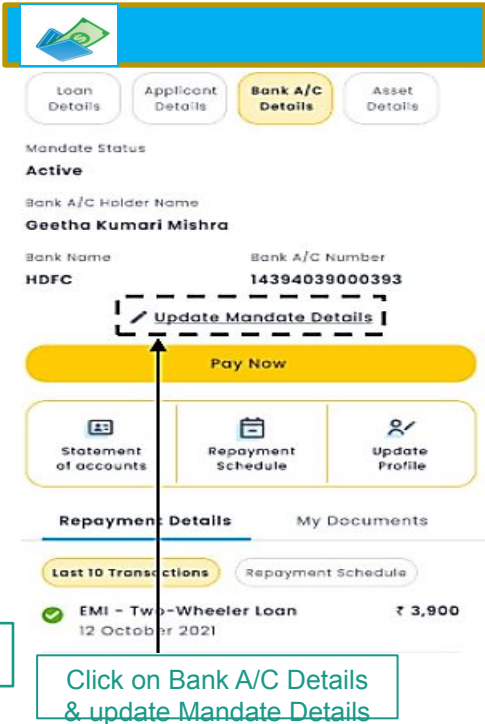 Loan Applicant Bank A/C Asset
Details Details Details Details
Mandate Status
Active
Bank A/C Holder Name
Geetha Kumari Mishra
Bank Name Bank A/C Number
HDFC 14394039000393
Update Mandate Details
Pay Now
Statement Repayment Update
of accounts Schedule Profile
Repayment Details My Documents
Last 10 Transactions Repayment Schedule
EMI - Two-Wheeler Loan ₹ 3,900
12 October 2021
Click on Bank A/C Details
& update Mandate Details